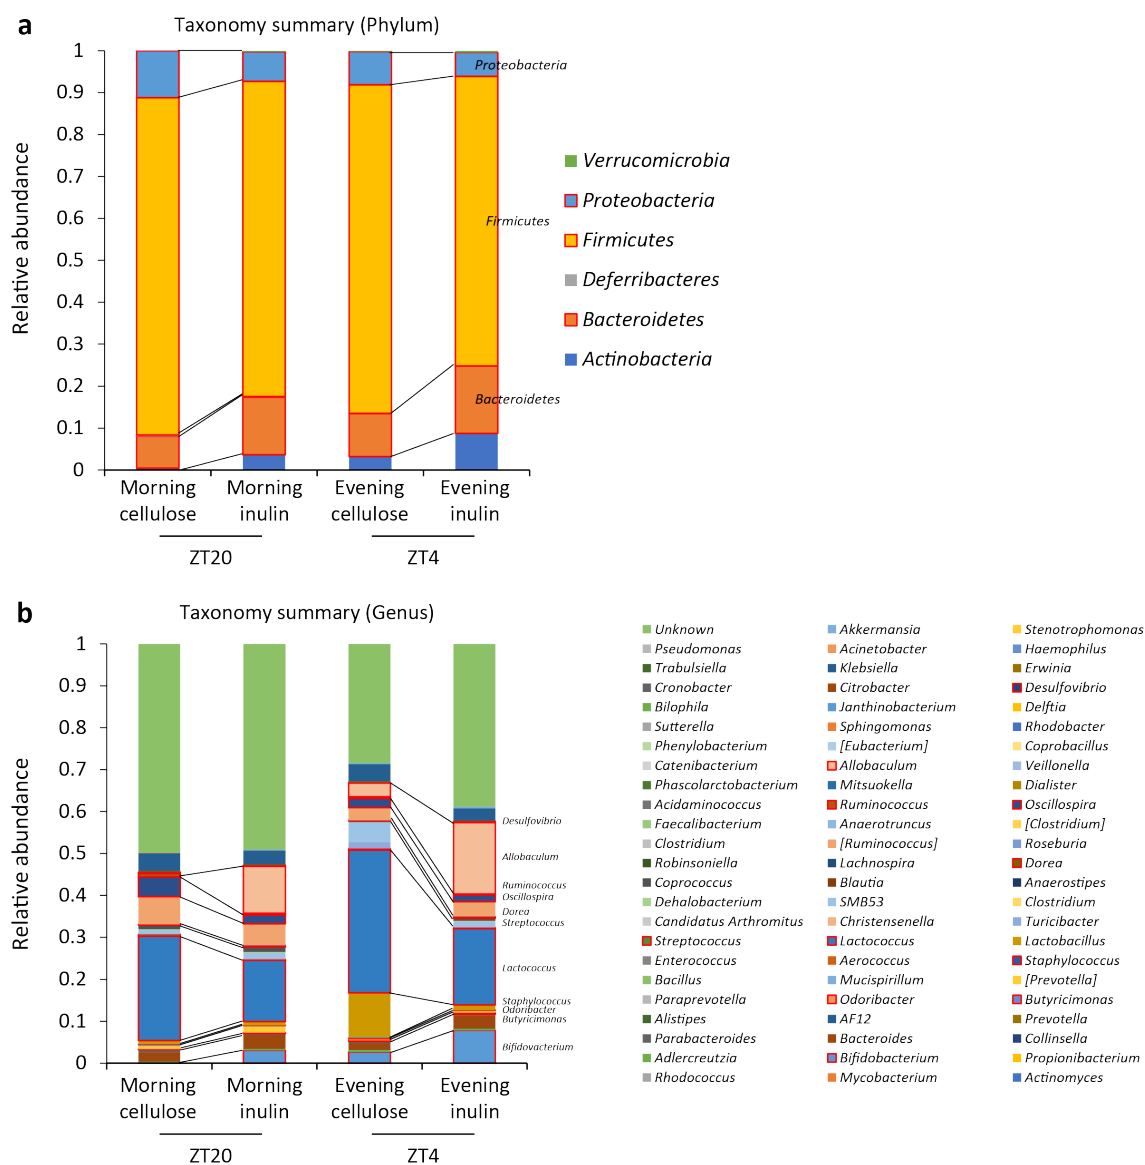 a
Taxonomy summary (Phylum)
Relative abundance
1
0.9
0.8
0.7
0.6
0.5
0.4
0.3
0.2
0.1
0
Proteobacteria
Firmicutes
Bacteroidetes
Verrucomicrobia
Proteobacteria
Firmicutes
Deferribacteres
Bacteroidetes
Actinobacteria
Morning cellulose
Morning inulin
Evening cellulose
Evening inulin
ZT20
ZT4
b
Taxonomy summary (Genus)
Relative abundance
1
0.9
0.8
0.7
0.6
0.5
0.4
0.3
0.2
0.1
0
Desulfovibrio
Allobaculum
Ruminococcus
Oscillospira
Dorea
Streptococcus
Lactococcus
Staphylococcus
Odoribacter
Butyricimonas
Bifidovacterium
Morning cellulose
Morning inulin
Evening cellulose
Evening inulin
ZT20
ZT4
Unknown Akkermansia Stenotrophomonas
Pseudomonas Acinetobacter Haemophilus
Trabulsiella Klebsiella Erwinia
Cronobacter Citrobacter Desulfovibrio
Bilophila Janthinobacterium Delftia
Sutterella Sphingomonas Rhodobacter
Phenylobacterium [Eubacterium] Coprobacillus
Catenibacterium Allobaculum Veillonella
Phascolarctobacterium Mitsuokella Dialister
Acidaminococcus Ruminococcus Oscillospira
Faecalibacterium Anaerotruncus [Clostridium]
Clostridium [Ruminococcus] Roseburia
Robinsoniella Lachnospira Dorea
Coprococcus Blautia Anaerostipes
Dehalobacterium SMB53 Clostridium
Candidatus Arthromitus Christensenella Turicibacter
Streptococcus Lactococcus Lactobacillus
Enterococcus Aerococcus Staphylococcus
Bacillus Mucispirillum [Prevotella]
Paraprevotella Odoribacter Butyricimonas
Alistipes AF12 Prevotella
Parabacteroides Bacteroides Collinsella
Adlercreutzia Bifidobacterium Propionibacterium
Rhodococcus Mycobacterium Actinomyces